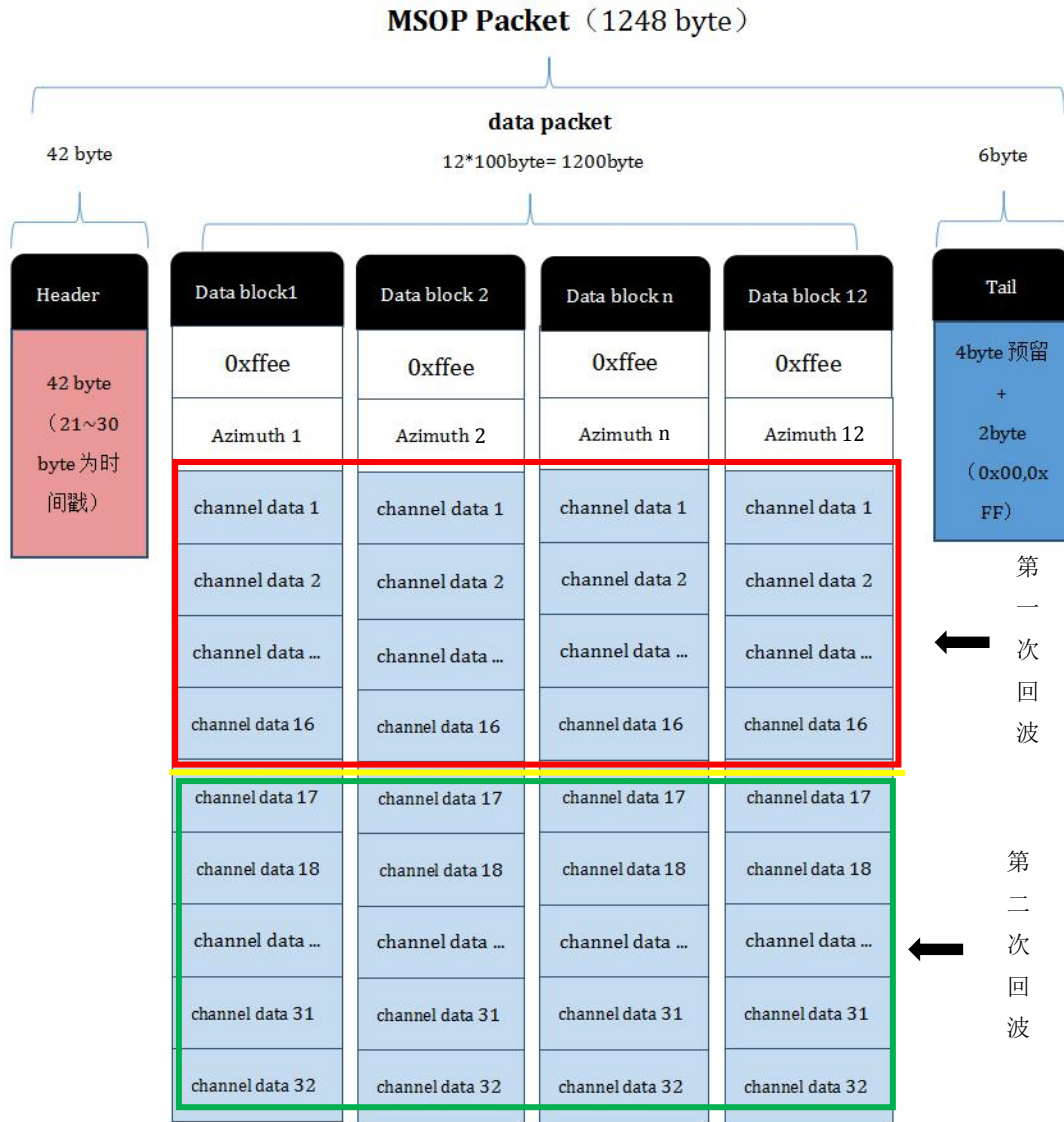 MSOP Packet（1248 byte）
data packet
42 byte
12*100byte= 1200byte
6byte
Header
42 byte
（21~30
byte 为时
间戳）
Data block1
0xffee
Azimuth 1
channel data 1
channel data 2
channel data ...
channel data 16
channel data 17
channel data 18
channel data ...
channel data 31
channel data 32
Data block 2
0xffee
Azimuth 2
channel data 1
channel data 2
channel data ...
channel data 16
channel data 17
channel data 18
channel data ...
channel data 31
channel data 32
Data block n
0xffee
Azimuth n
channel data 1
channel data 2
channel data ...
channel data 16
channel data 17
channel data 18
channel data ...
channel data 31
channel data 32
Data block 12
0xffee
Azimuth 12
channel data 1
channel data 2
channel data ...
channel data 16
channel data 17
channel data 18
channel data ...
channel data 31
channel data 32
Tail
4byte 预留
+
2byte
（0x00,0x
FF）
第一次回波
第二次回波